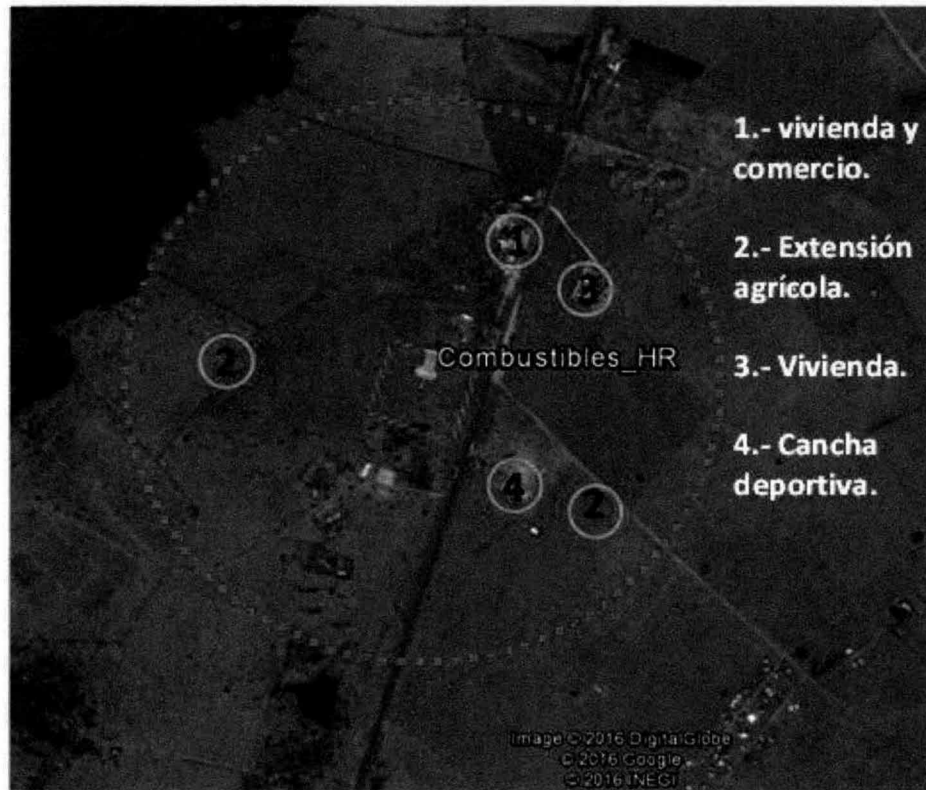 1.- vivienda y
comercio.
2.- Extensión
agrícola.
3.- Vivienda.
4.- Cancha
deportiva.
1
3
2
Combustibles_HR
4
2
Image © 2016 DigitalGlobe
© 2016 Google
© 2016 INEGI